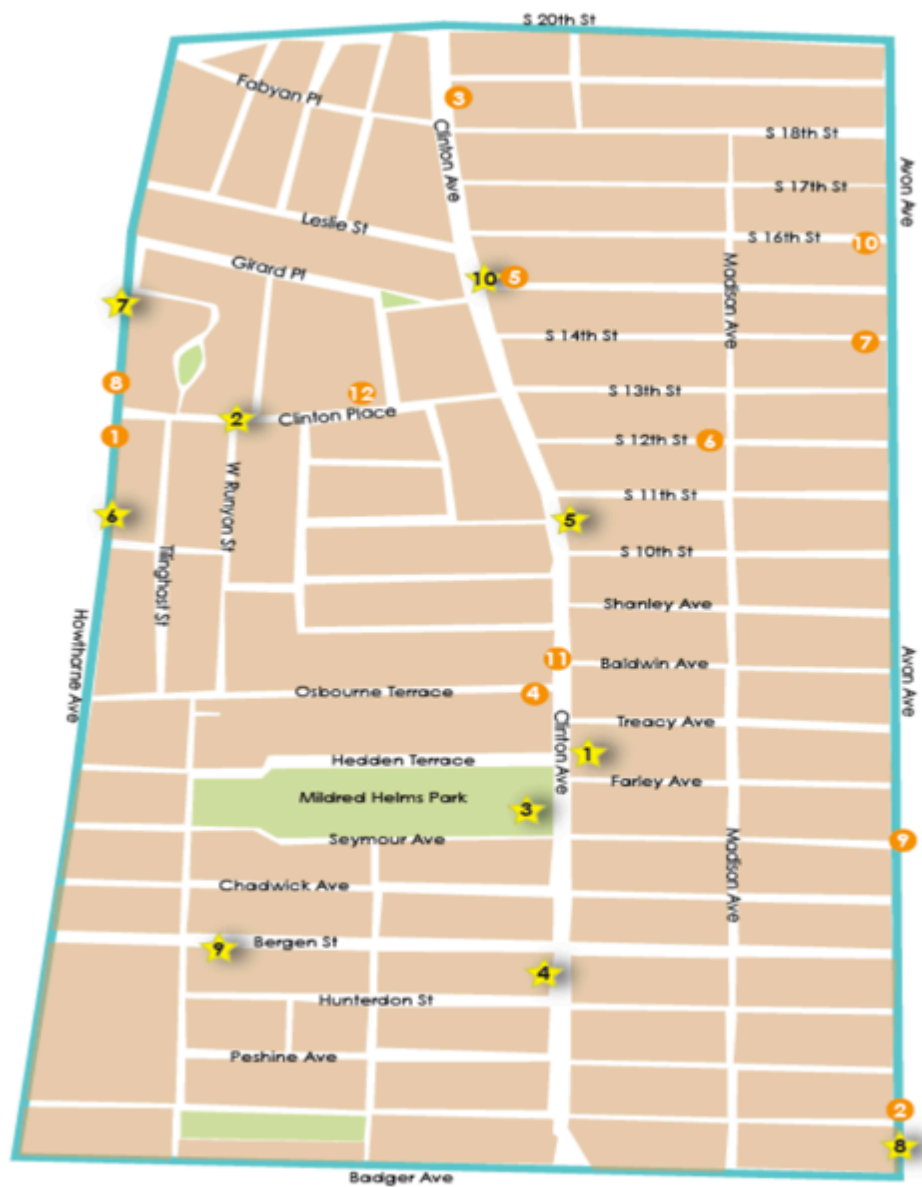 S 20th St
Fabyan Pl
3
Clinton Ave
S 18th St
Avon Ave
S 17th St
Leslie St
S 16th St
10
Girard Pl
10
5
Madison Ave
7
S 14th St
7
8
12
S 13th St
2
Clinton Place
1
S 12th St
6
W Runyon St
S 11th St
6
5
S 10th St
Tilinghast St
Shanley Ave
Howthorne Ave
11
Baldwin Ave
Avan Ave
Osbourne Terrace
4
Treacy Ave
Clinton Ave
1
Hedden Terrace
Farley Ave
Mildred Helms Park
3
Seymour Ave
9
Madison Ave
Chadwick Ave
9
Bergen St
4
Hunterdon St
Peshine Ave
2
8
Badger Ave